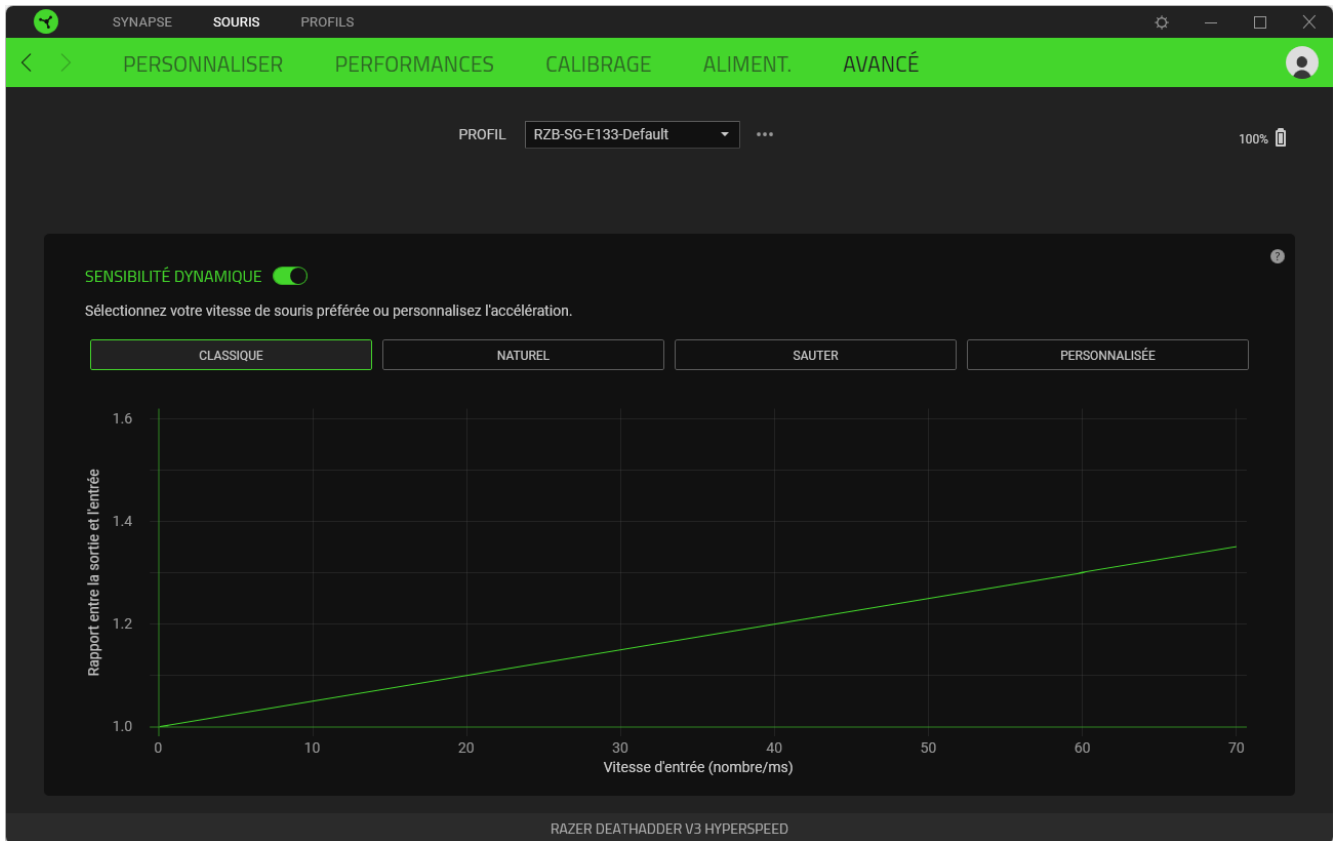 SYNAPSE SOURIS PROFILS
PERSONNALISER PERFORMANCES CALIBRAGE ALIMENT. AVANCÉ
PROFIL RZB-SG-E133-Default
100%
SENSIBILITÉ DYNAMIQUE
?
Sélectionnez votre vitesse de souris préférée ou personnalisez l'accélération.
CLASSIQUE NATUREL SAUTER PERSONNALISÉE
Rapport entre la sortie et l'entrée
1.6
1.4
1.2
1.0
0 10 20 30 40 50 60 70
Vitesse d'entrée (nombre/ms)
RAZER DEATHADDER V3 HYPERSPEED